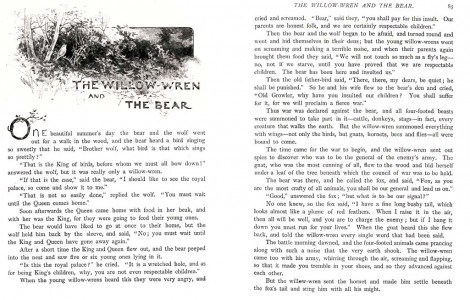 THE WILLOW-WREN
AND
THE BEAR
ONE beautiful summer's day the bear and the wolf went
out for a walk in the wood, and the bear heard a bird singing
so sweetly that he said, "Brother wolf, what bird is that which sings
so prettily?"
"That is the King of birds, before whom we must all bow down!"
answered the wolf, but it was really only a willow-wren.
"If that is the case," said the bear, "I should like to see the royal
palace, so come and show it to me."
"That is not so easily done," replied the wolf. "You must wait
until the Queen comes home."
Soon afterwards the Queen came home with food in her beak, and
with her was the King, for they were going to feed their young ones.
The bear would have liked to go at once to their home, but the
wolf held him back by the sleeve, and said, "No; you must wait until
the King and Queen have gone away again."
After a short time the King and Queen flew out, and the bear peeped
into the nest and saw five or six young ones lying in it.
"Is this the royal palace?" he cried. "It is a wretched hole, and as
for being King's children, why, you are not even respectable children."
When the young willow-wrens heard this they were very angry, and
THE WILLOW-WREN AND THE BEAR. 85
cried and screamed. "Bear," said they, "you shall pay for this insult. Our
parents are honest folk, and we are certainly respectable children."
Then the bear and the wolf began to be afraid, and turned round and
went and hid themselves in their dens; but the young willow-wrens went
on screaming and making a terrible noise, and when their parents again
brought them food they said, "We will not touch so much as a fly's leg—
no, not if we starve, until you have proved that we are respectable
children. The bear has been here and insulted us."
Then the old father-bird said, "There, there, my dears, be quiet; he
shall be punished." So he and his wife flew to the bear's den and cried,
"Old Growler, why have you insulted our children? You shall suffer
for it, for we will proclaim a fierce war."
Thus war was declared against the bear, and all four-footed beasts
were summoned to take part in it—cattle, donkeys, stags—in fact, every
creature that walks the earth. But the willow-wren summoned everything
with wings—not only the birds, but gnats, hornets, bees and flies—all were
bound to come.
The time came for the war to begin, and the willow-wren sent out
spies to discover who was to be the general of the enemy's army. The
gnat, who was the most cunning of all, flew to the wood and hid herself
under a leaf of the tree beneath which the council of war was to be held.
The bear was there, and he called the fox, and said, "Fox, as you
are the most crafty of all animals, you shall be our general and lead us on."
"Good," answered the fox; "but what is to be our signal?"
No one knew, so the fox said, "I have a fine long bushy tail, which
looks almost like a plume of red feathers. When I raise it in the air,
then all will be well, and you are to charge the enemy; but if I hang it
down you must run for your lives." When the gnat heard this she flew
back, and told the willow-wren every single word that had been said.
The battle morning dawned, and the four-footed animals came prancing
along with such a noise that the very earth shook. The willow-wren
came too with his army, whirring through the air, screaming and flapping,
so that it made you tremble in your shoes, and so they advanced against
each other.
But the willow-wren sent the hornet and made him settle beneath
the fox's tail and sting him with all his might.